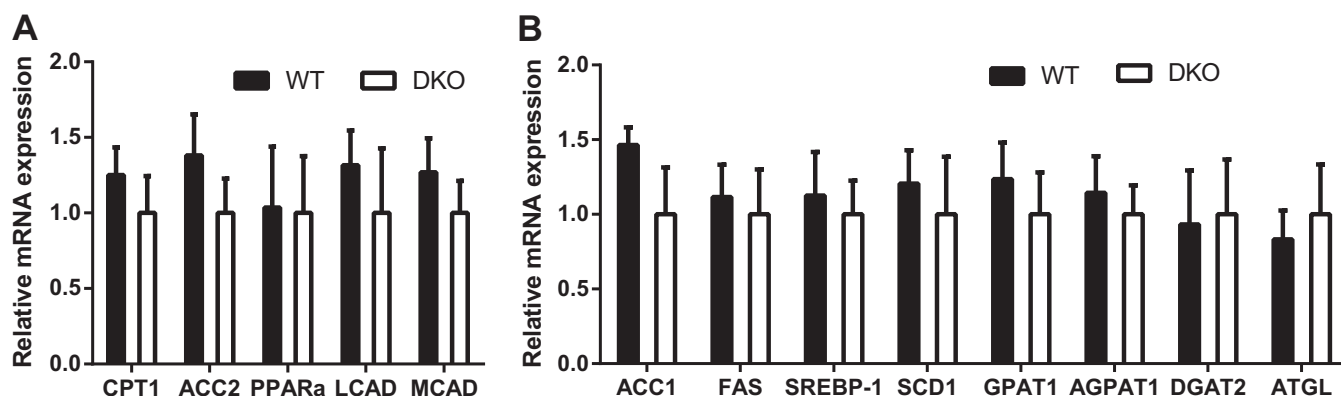 A
Relative mRNA expression
2.0
1.5
1.0
0.5
0.0
WT DKO
CPT1 ACC2 PPARa LCAD MCAD
B
Relative mRNA expression
2.0
1.5
1.0
0.5
0.0
WT DKO
ACC1 FAS SREBP-1 SCD1 GPAT1 AGPAT1 DGAT2 ATGL